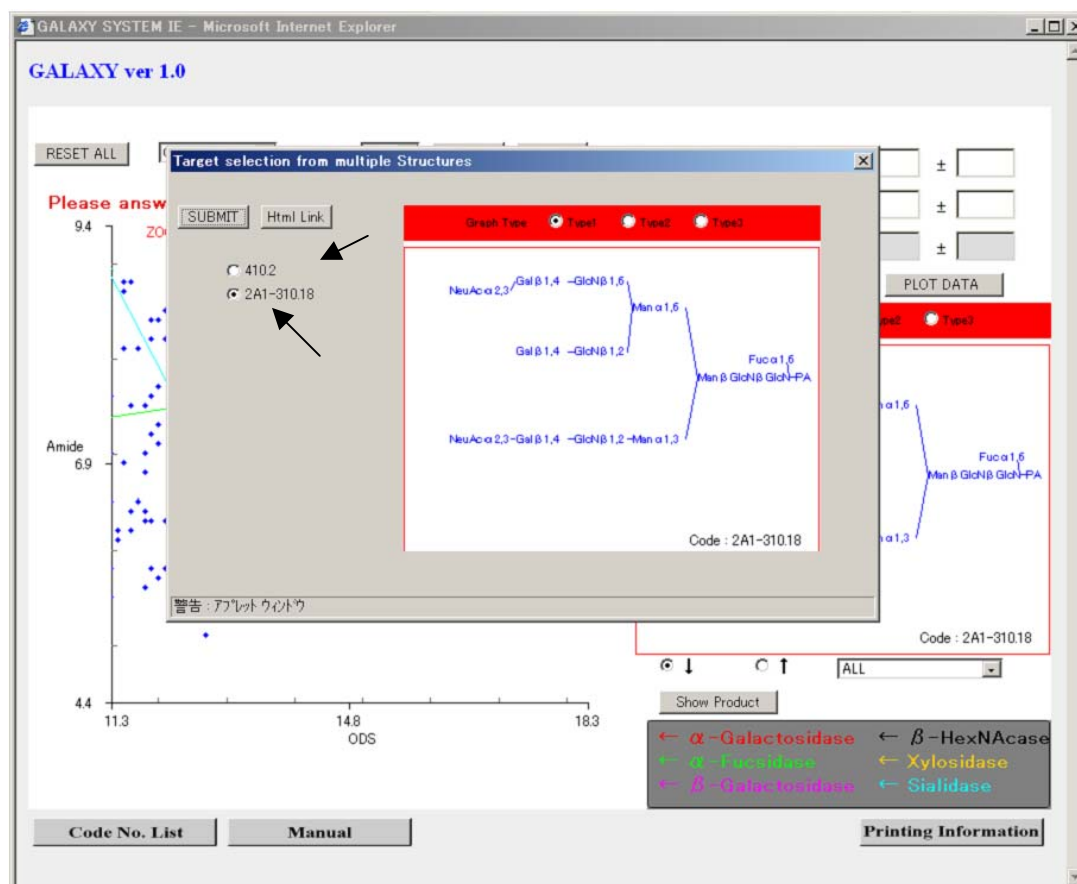 GALAXY SYSTEM IE - Microsoft Internet Explorer
GALAXY ver 1.0
RESET ALL
Please answ
Target selection from multiple Structures
SUBMIT
Html Link
410.2
2A1-310.18
Graph Type Type1 Type2 Type3
NeuAcα2,3
Galβ1,4 -GlcNβ1,6
Manα1,6
Galβ1,4 -GlcNβ1,2
Fucα1,6
Manβ GlcNβ GlcN-PA
NeuAcα2,3-Galβ1,4 -GlcNβ1,2-Manα1,3
Code : 2A1-310.18
警告 : アプレット ウィンドウ
±
±
±
PLOT DATA
Type3
α1,6
Fucα1,6
Manβ GlcNβ GlcN-PA
α1,3
Code : 2A1-310.18
9.4
Amide
6.9
4.4
11.3
14.8
18.3
ODS
↓ ↑ ALL
Show Product
← α-Galactosidase ← β-HexNAcase
← α-Fucsidase ← Xylosidase
← β-Galactosidase ← Sialidase
Code No. List
Manual
Printing Information